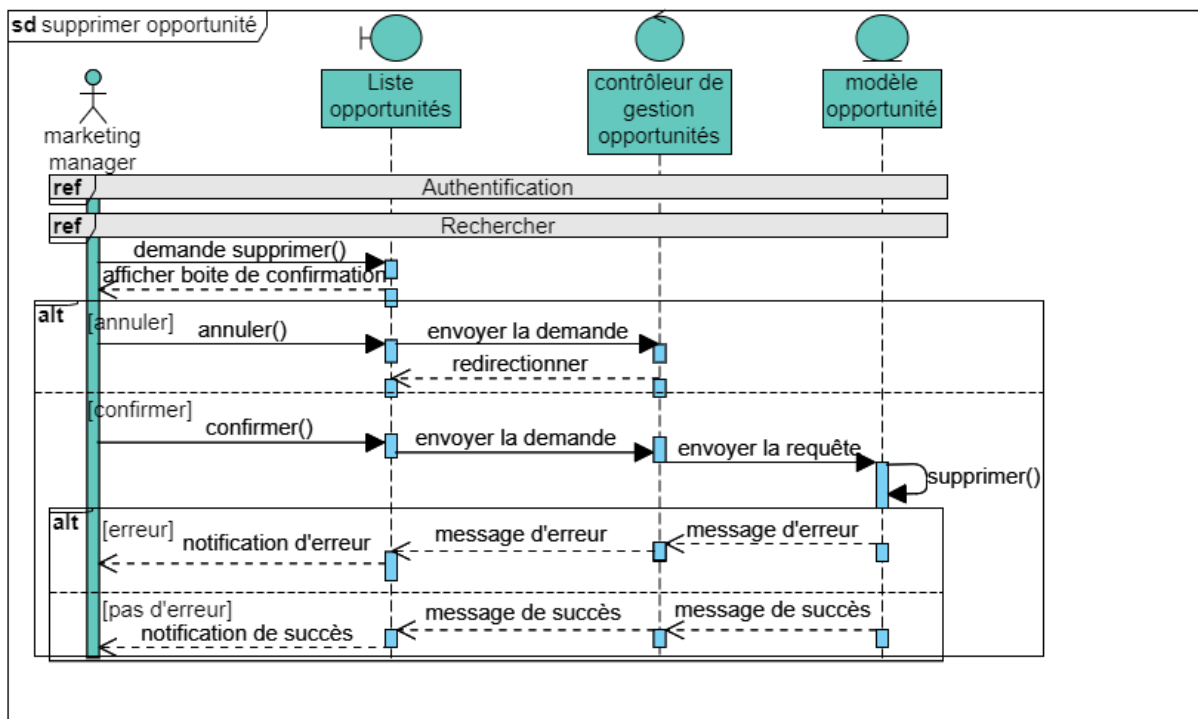 sd supprimer opportunité
marketing
manager
Liste
opportunités
contrôleur de
gestion
opportunités
modèle
opportunité
ref
Authentification
ref
Rechercher
demande supprimer()
afficher boite de confirmation
alt
[annuler]
annuler()
envoyer la demande
redirectionner
[confirmer]
confirmer()
envoyer la demande
envoyer la requête
supprimer()
alt
[erreur]
notification d'erreur
message d'erreur
message d'erreur
[pas d'erreur]
notification de succès
message de succès
message de succès